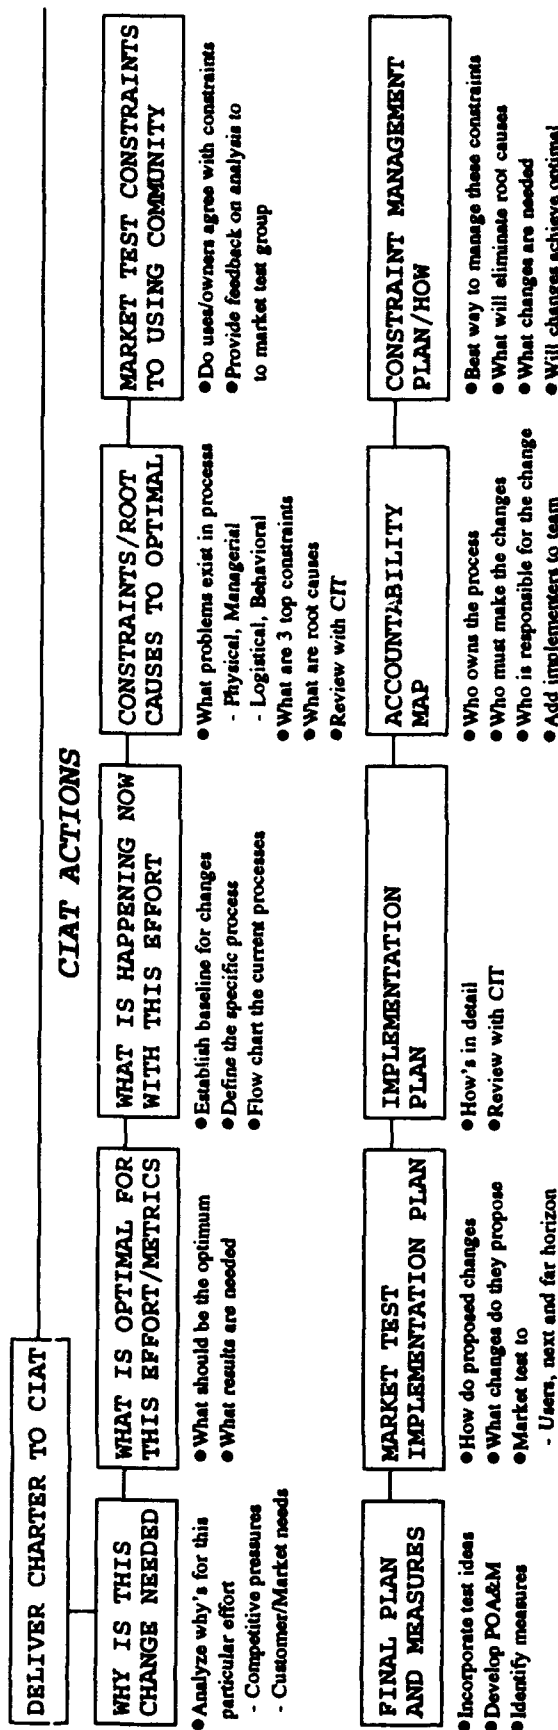 DELIVER CHARTER TO CIAT
CIAT ACTIONS
WHY IS THIS
CHANGE NEEDED
●Analyze why's for this
particular effort
- Competitive pressures
- Customer/Market needs
WHAT IS OPTIMAL FOR
THIS EFFORT/METRICS
●What should be the optimum
●What results are needed
WHAT IS HAPPENING NOW
WITH THIS EFFORT
●Establish baseline for changes
●Define the specific process
●Flow chart the current processes
CONSTRAINTS/ROOT
CAUSES TO OPTIMAL
●What problems exist in process
- Physical, Managerial
- Logistical, Behavioral
●What are 3 top constraints
●What are root causes
●Review with CIT
MARKET TEST CONSTRAINTS
TO USING COMMUNITY
●Do uses/owners agree with constraints
●Provide feedback on analysis to
to market test group
FINAL PLAN
AND MEASURES
●Incorporate test ideas
●Develop POA&M
●Identify measures
MARKET TEST
IMPLEMENTATION PLAN
●How do proposed changes
●What changes do they propose
●Market test to
- Users, next and far horizon
IMPLEMENTATION
PLAN
●How's in detail
●Review with CIT
ACCOUNTABILITY
MAP
●Who owns the process
●Who must make the changes
●Who is responsible for the change
●Add implementers to team
CONSTRAINT MANAGEMENT
PLAN/HOW
●Best way to manage these constraints
●What will eliminate root causes
●What changes are needed
●Will changes achieve optimal